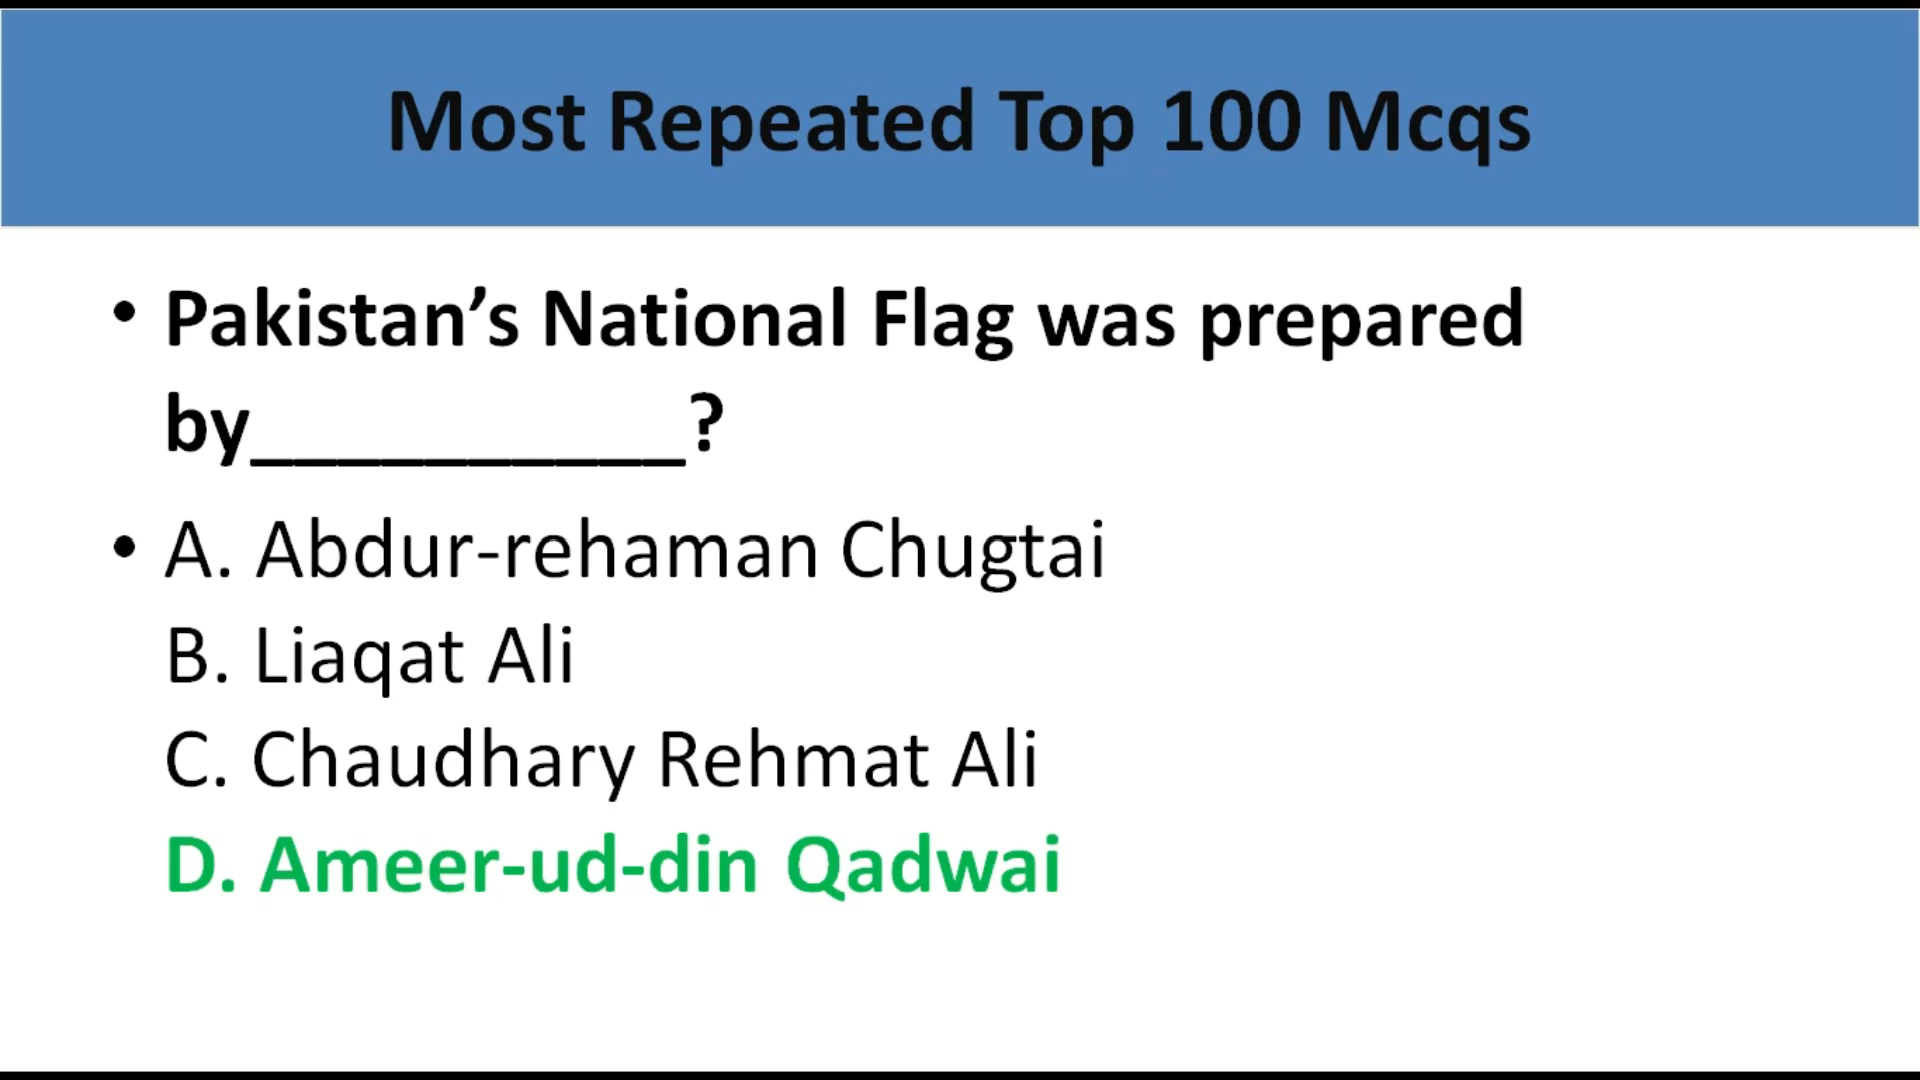 Most Repeated Top 100 Mcqs
• Pakistan’s National Flag was prepared
by__________?
• A. Abdur-rehaman Chugtai
B. Liaqat Ali
C. Chaudhary Rehmat Ali
D. Ameer-ud-din Qadwai